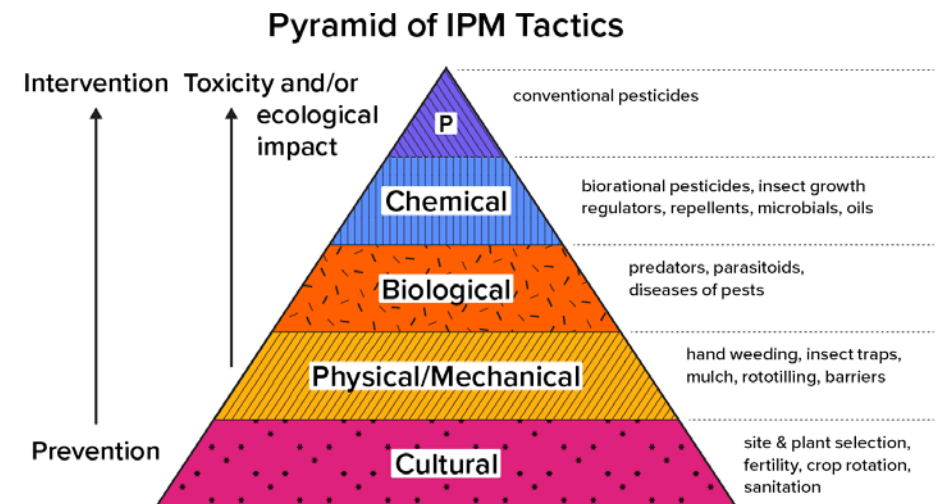 Pyramid of IPM Tactics
Intervention
Toxicity and/or
ecological
impact
P
conventional pesticides
Chemical
biorational pesticides, insect growth
regulators, repellents, microbials, oils
Biological
predators, parasitoids,
diseases of pests
Physical/Mechanical
hand weeding, insect traps,
mulch, rototilling, barriers
Prevention
Cultural
site & plant selection,
fertility, crop rotation,
sanitation